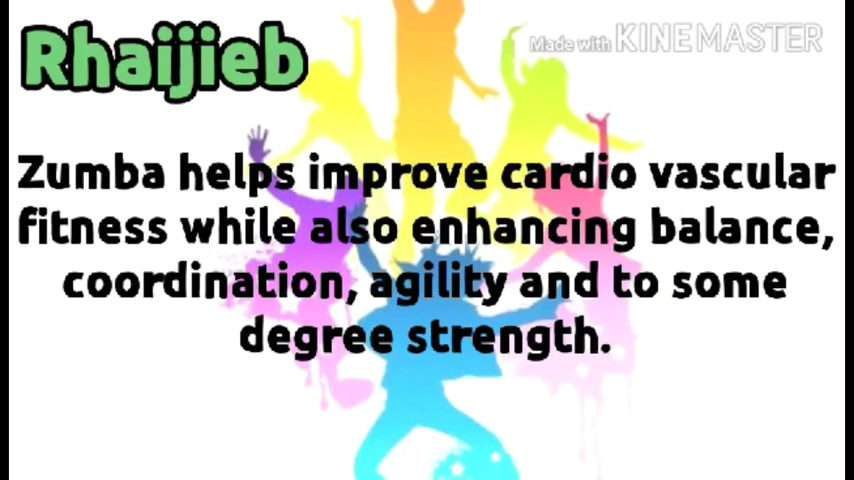 Rhaijieb
Made with KINEMASTER
Zumba helps improve cardio vascular
fitness while also enhancing balance,
coordination, agility and to some
degree strength.